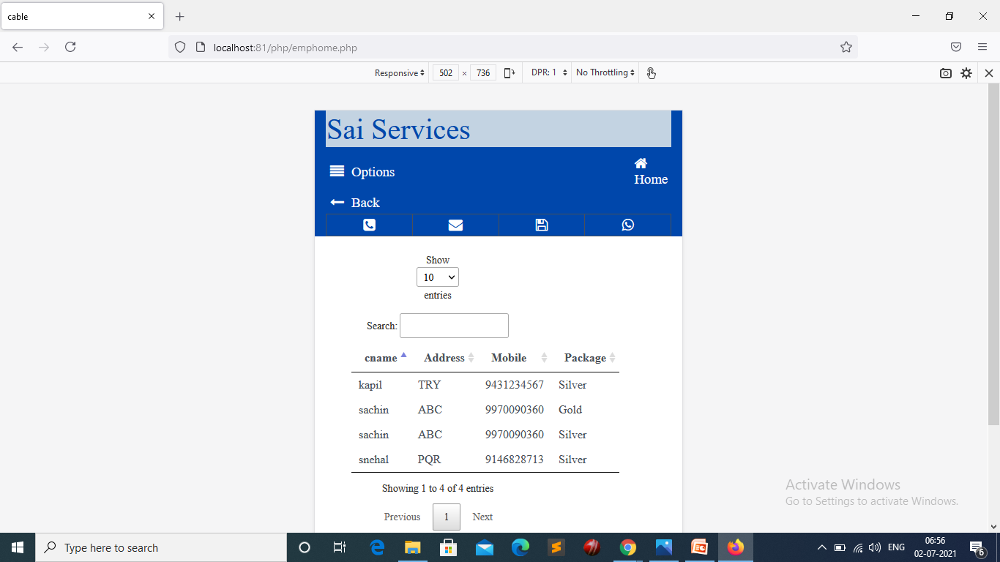 cable
localhost:81/php/emphome.php
Responsive 502 × 736 DPR: 1 No Throttling
Sai Services
Options
Home
Back
Show
10
entries
Search:
cname Address Mobile Package
kapil TRY 9431234567 Silver
sachin ABC 9970090360 Gold
sachin ABC 9970090360 Silver
snehal PQR 9146828713 Silver
Showing 1 to 4 of 4 entries
Previous 1 Next
Activate Windows
Go to Settings to activate Windows.
Type here to search
ENG
06:56
02-07-2021
6